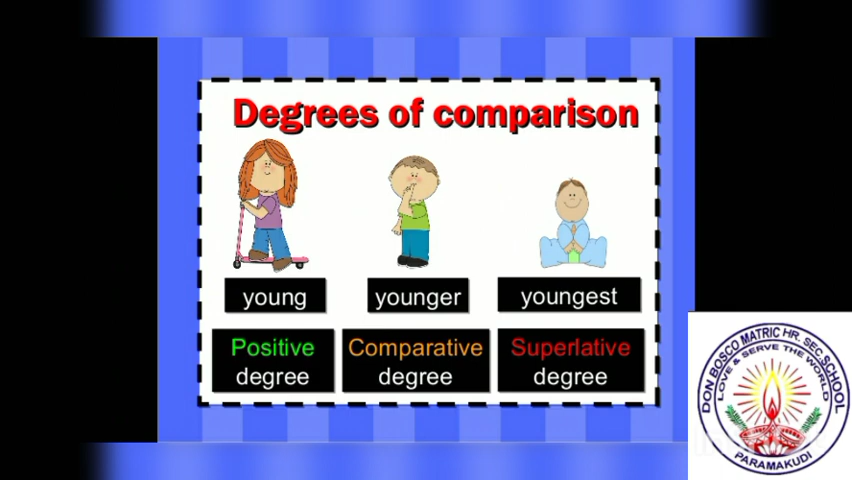 Degrees of comparison
young
younger
youngest
Positive
degree
Comparative
degree
Superlative
degree
DON BOSCO MATRIC HR. SEC. SCHOOL
LOVE & SERVE THE WORLD
PARAMAKUDI